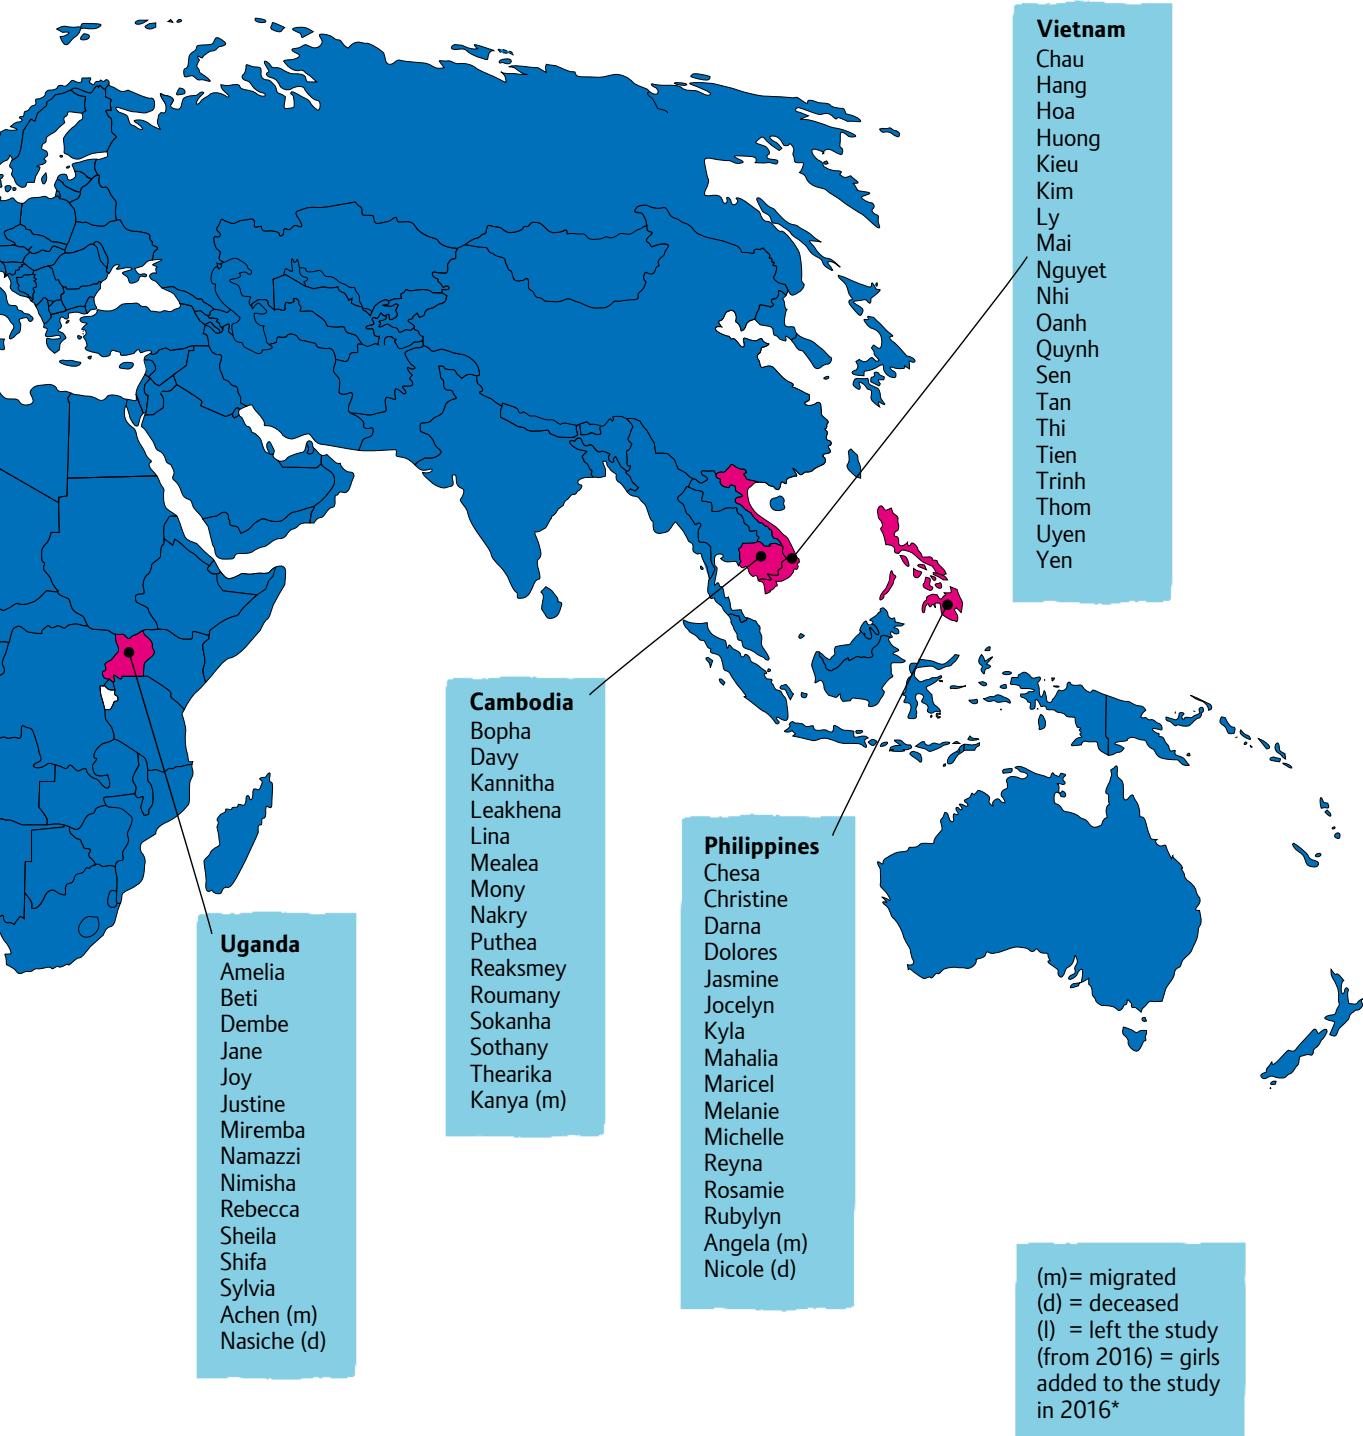 Vietnam
Chau
Hang
Hoa
Huong
Kieu
Kim
Ly
Mai
Nguyet
Nhi
Oanh
Quynh
Sen
Tan
Thi
Tien
Trinh
Thom
Uyen
Yen
Cambodia
Bopha
Davy
Kannitha
Leakhena
Lina
Mealea
Mony
Nakry
Puthea
Reaksmey
Roumany
Sokanha
Sothany
Thearika
Kanya (m)
Philippines
Chesa
Christine
Darna
Dolores
Jasmine
Jocelyn
Kyla
Mahalia
Maricel
Melanie
Michelle
Reyna
Rosamie
Rubylyn
Angela (m)
Nicole (d)
Uganda
Amelia
Beti
Dembe
Jane
Joy
Justine
Miremba
Namazzi
Nimisha
Rebecca
Sheila
Shifa
Sylvia
Achen (m)
Nasiche (d)
(m)= migrated
(d) = deceased
(l) = left the study
(from 2016) = girls
added to the study
in 2016*